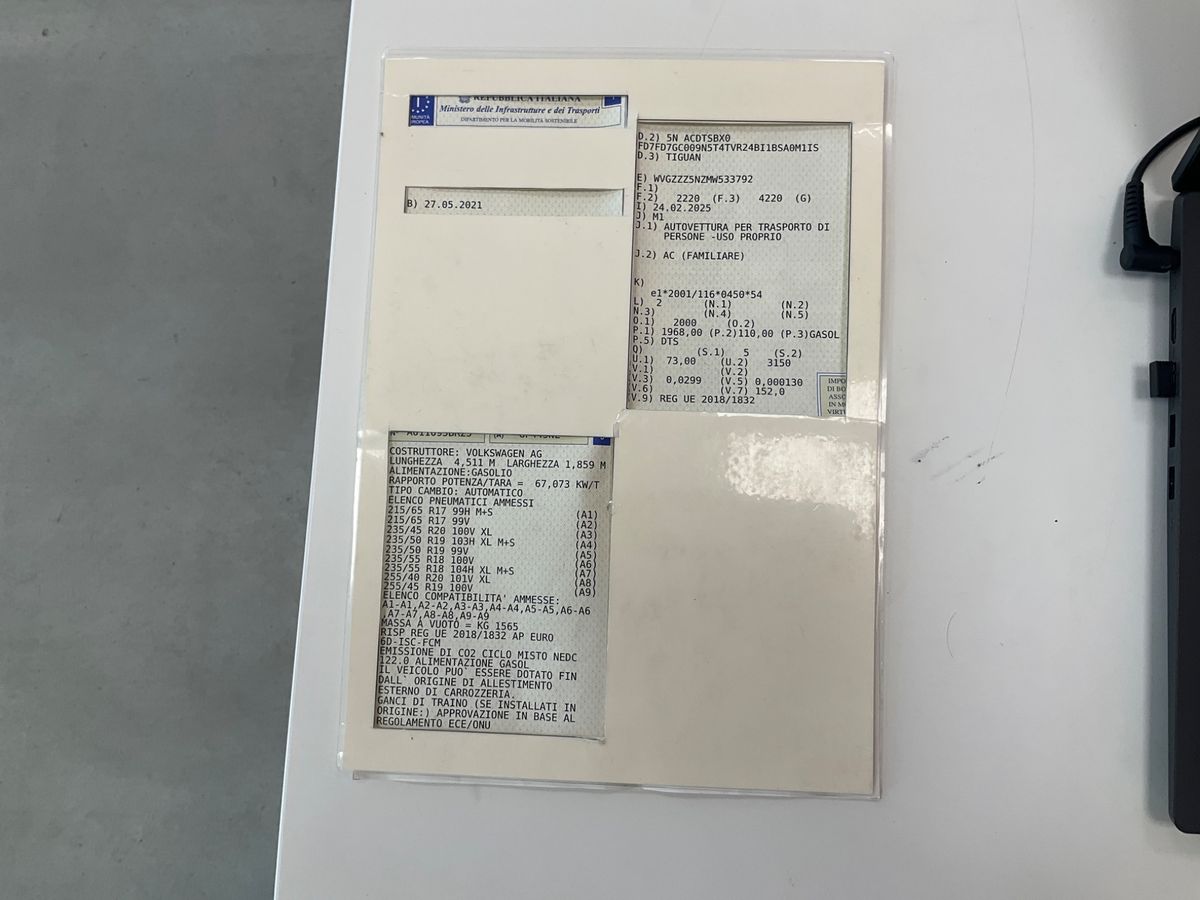 REPUBBLICA ITALIANA
Ministero delle Infrastrutture e dei Trasporti
DIPARTIMENTO PER LA MOBILITÀ SOSTENIBILE
I
MUNITÀ
ROPEA
B) 27.05.2021
D.2) 5N ACDTSBX0
FD7FD7GC009N5T4TVR24BI1BSA0M1IS
D.3) TIGUAN
E) WVGZZZ5NZMW533792
F.1)
F.2) 2220 (F.3) 4220 (G)
I) 24.02.2025
J) M1
J.1) AUTOVETTURA PER TRASPORTO DI
PERSONE -USO PROPRIO
J.2) AC (FAMILIARE)
K)
e1*2001/116*0450*54
L) 2 (N.1) (N.2)
N.3) (N.4) (N.5)
O.1) 2000 (O.2)
P.1) 1968,00 (P.2)110,00 (P.3)GASOL
P.5) DTS
Q) (S.1) 5 (S.2)
U.1) 73,00 (U.2) 3150
V.1) (V.2)
V.3) 0,0299 (V.5) 0,000130
V.6) (V.7) 152,0
V.9) REG UE 2018/1832
IMPO
DI BO
ASSO
IN MO
VIRTU
(A)
COSTRUTTORE: VOLKSWAGEN AG
LUNGHEZZA 4,511 M LARGHEZZA 1,859 M
ALIMENTAZIONE:GASOLIO
RAPPORTO POTENZA/TARA = 67,073 KW/T
TIPO CAMBIO: AUTOMATICO
ELENCO PNEUMATICI AMMESSI
215/65 R17 99H M+S (A1)
215/65 R17 99V (A2)
235/45 R20 100V XL (A3)
235/50 R19 103H XL M+S (A4)
235/50 R19 99V (A5)
235/55 R18 100V (A6)
235/55 R18 104H XL M+S (A7)
255/40 R20 101V XL (A8)
255/45 R19 100V (A9)
ELENCO COMPATIBILITA' AMMESSE:
A1-A1,A2-A2,A3-A3,A4-A4,A5-A5,A6-A6
,A7-A7,A8-A8,A9-A9
MASSA A VUOTO = KG 1565
RISP REG UE 2018/1832 AP EURO
6D-ISC-FCM
EMISSIONE DI CO2 CICLO MISTO NEDC
122.0 ALIMENTAZIONE GASOL
IL VEICOLO PUO` ESSERE DOTATO FIN
DALL` ORIGINE DI ALLESTIMENTO
ESTERNO DI CARROZZERIA.
GANCI DI TRAINO (SE INSTALLATI IN
ORIGINE:) APPROVAZIONE IN BASE AL
REGOLAMENTO ECE/ONU